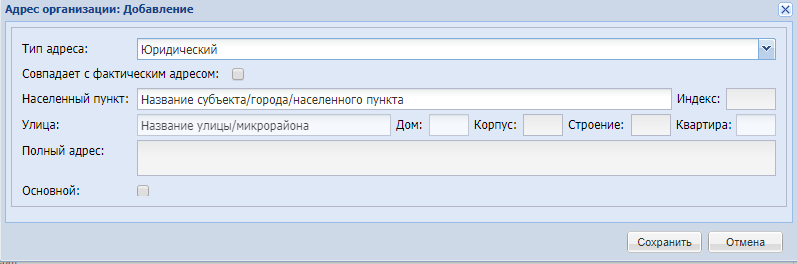 Адрес организации: Добавление
Тип адреса: Юридический
Совпадает с фактическим адресом:
Населенный пункт: Название субъекта/города/населенного пункта Индекс:
Улица: Название улицы/микрорайона Дом: Корпус: Строение: Квартира:
Полный адрес:
Основной:
Сохранить Отмена